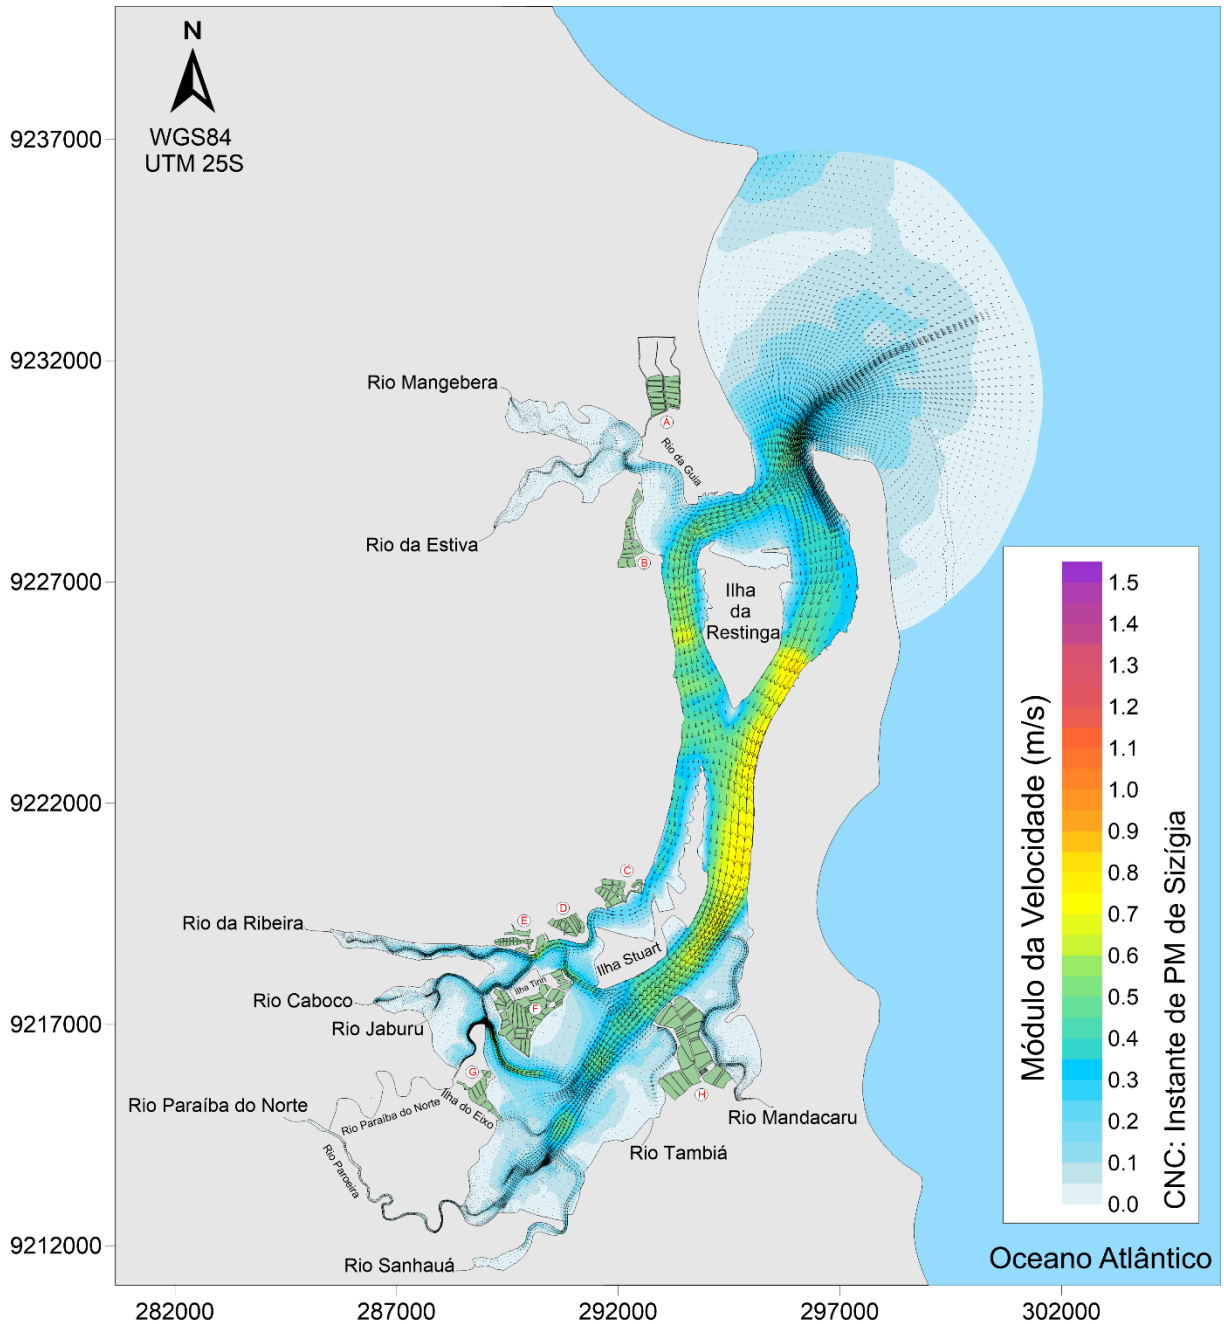 N
WGS84
UTM 25S
9237000
9232000
9227000
9222000
9217000
9212000
282000
287000
292000
297000
302000
Rio Mangebera
A
Rio da Guia
Rio da Estiva
B
Ilha
da
Restinga
C
D
E
Rio da Ribeira
Ilha Stuart
Ilha Tiriri
Rio Caboco
F
Rio Jaburu
G
Ilha do Eixo
H
Rio Paraíba do Norte
Rio Paraíba do Norte
Rio Mandacaru
Rio Tambiá
Rio Paroeira
Rio Sanhauá
Módulo da Velocidade (m/s)
1.5
1.4
1.3
1.2
1.1
1.0
0.9
0.8
0.7
0.6
0.5
0.4
0.3
0.2
0.1
0.0
CNC: Instante de PM de Sizígia
Oceano Atlântico